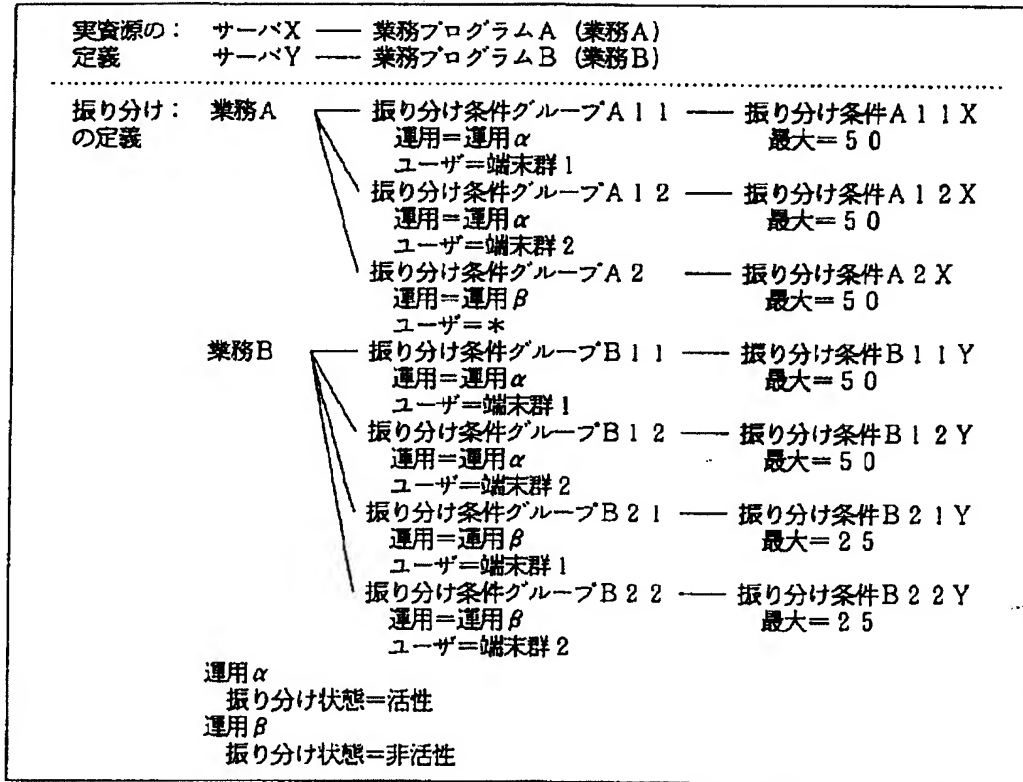 実資源の： サーバX ―― 業務プログラムA（業務A）
定義 サーバY ―― 業務プログラムB（業務B）
振り分け： 業務A 振り分け条件グループA11 ―― 振り分け条件A11X
の定義 運用＝運用α 最大＝50
ユーザ＝端末群1
振り分け条件グループA12 ―― 振り分け条件A12X
運用＝運用α 最大＝50
ユーザ＝端末群2
振り分け条件グループA2 ―― 振り分け条件A2X
運用＝運用β 最大＝50
ユーザ＝＊
業務B 振り分け条件グループB11 ―― 振り分け条件B11Y
運用＝運用α 最大＝50
ユーザ＝端末群1
振り分け条件グループB12 ―― 振り分け条件B12Y
運用＝運用α 最大＝50
ユーザ＝端末群2
振り分け条件グループB21 ―― 振り分け条件B21Y
運用＝運用β 最大＝25
ユーザ＝端末群1
振り分け条件グループB22 ―― 振り分け条件B22Y
運用＝運用β 最大＝25
ユーザ＝端末群2
運用α
振り分け状態＝活性
運用β
振り分け状態＝非活性